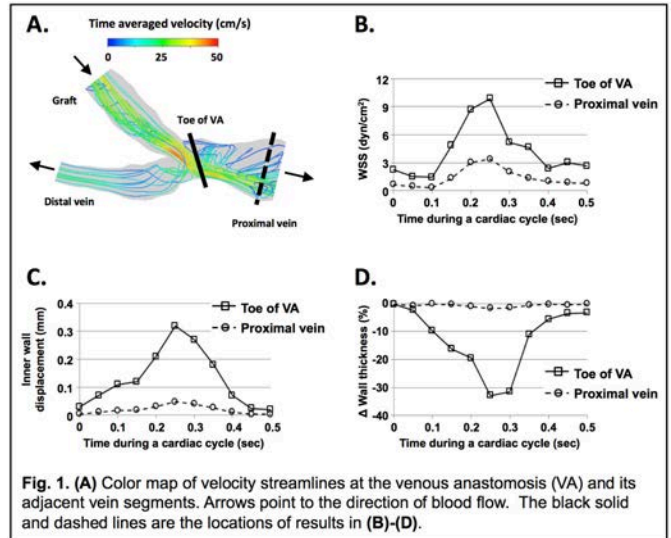 A.
Time averaged velocity (cm/s)
0 25 50
Graft
Toe of VA
Distal vein
Proximal vein
B.
WSS (dyn/cm²)
12
9
6
3
0
Toe of VA
Proximal vein
0 0.1 0.2 0.3 0.4 0.5
Time during a cardiac cycle (sec)
C.
Inner wall
displacement (mm)
0.4
0.3
0.2
0.1
0
Toe of VA
Proximal vein
0 0.1 0.2 0.3 0.4 0.5
Time during a cardiac cycle (sec)
D.
Δ Wall thickness (%)
0
-10
-20
-30
-40
Toe of VA
Proximal vein
0 0.1 0.2 0.3 0.4 0.5
Time during a cardiac cycle (sec)
Fig. 1. (A) Color map of velocity streamlines at the venous anastomosis (VA) and its
adjacent vein segments. Arrows point to the direction of blood flow. The black solid
and dashed lines are the locations of results in (B)-(D).